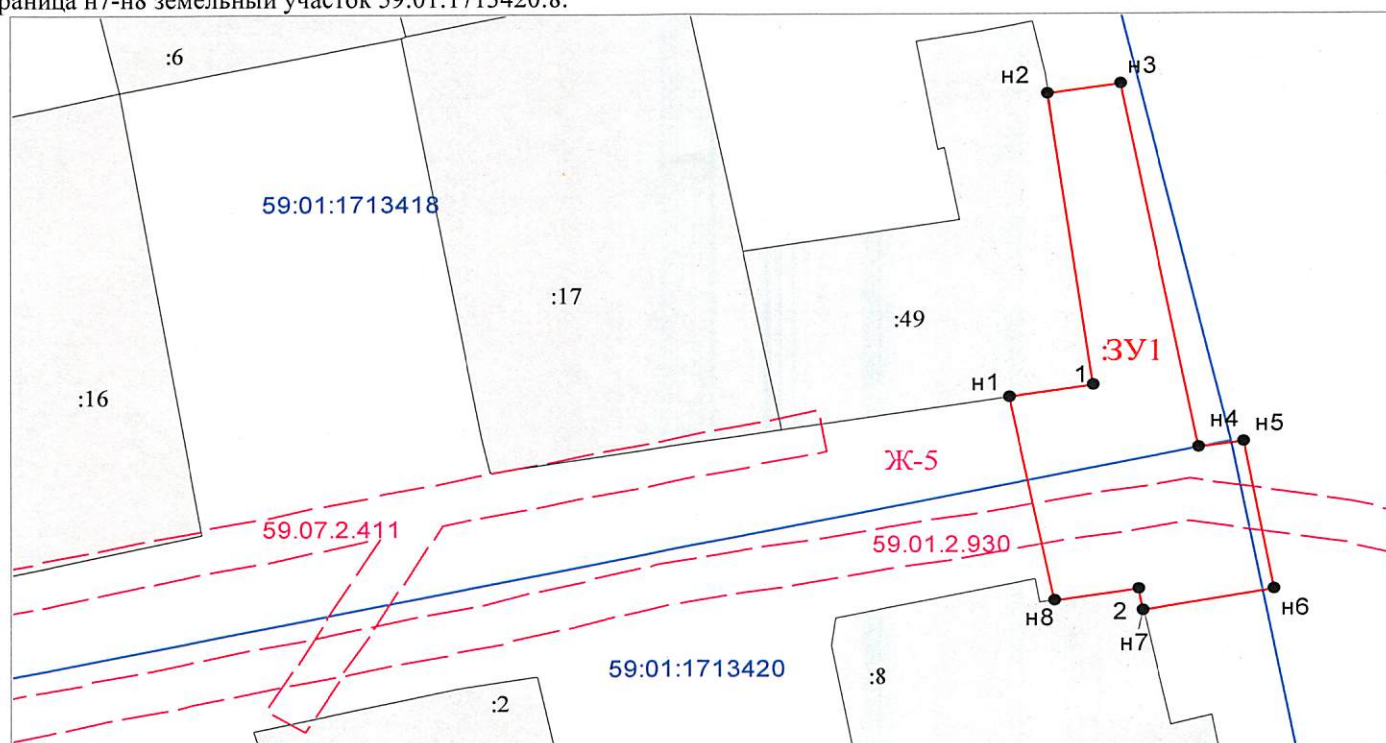 раница н7-н8 земельный участок 59:01:1713420:8.
:6
н2
н3
59:01:1713418
:17
:49
:ЗУ1
:16
н1
1
н4
н5
Ж-5
59.07.2.411
59.01.2.930
н8
2
н7
н6
59:01:1713420
:8
:2